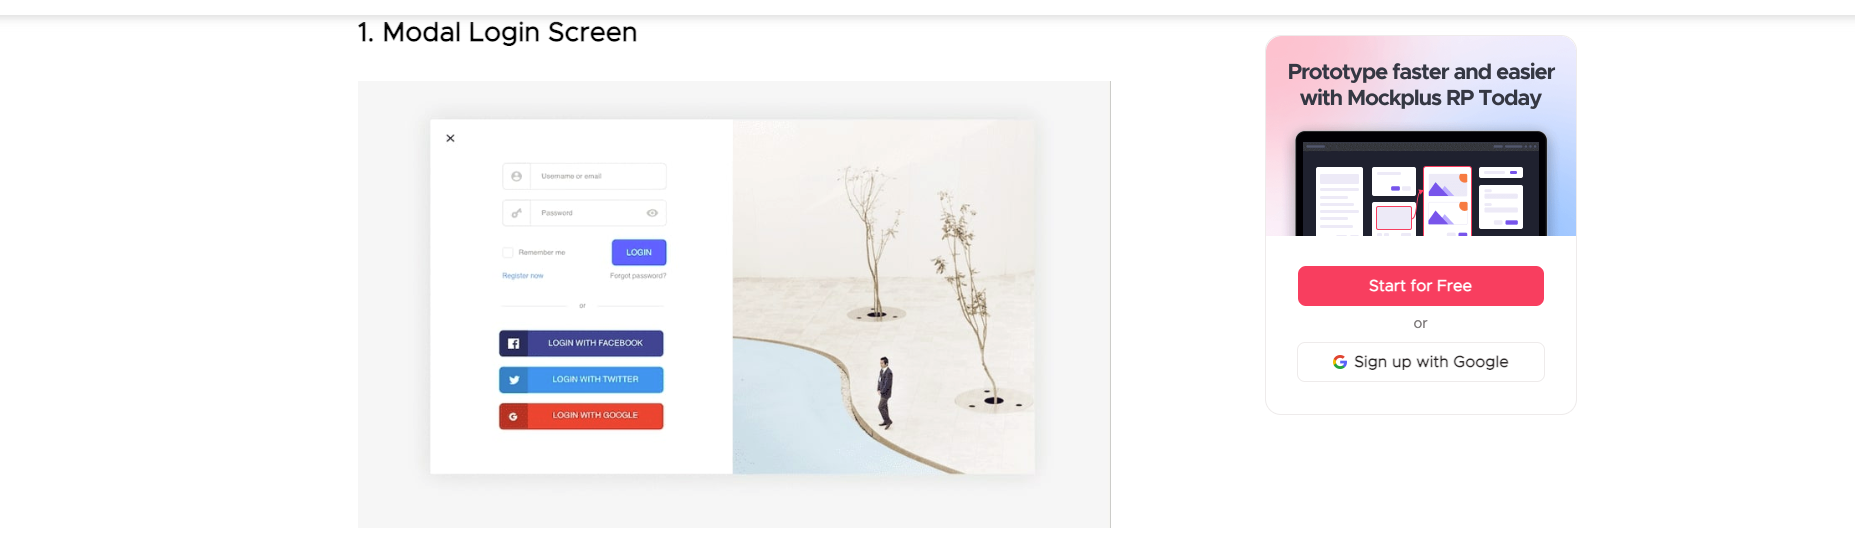 1. Modal Login Screen
Username or email
Password
Remember me
LOGIN
Register now
Forgot password?
or
LOGIN WITH FACEBOOK
LOGIN WITH TWITTER
G
LOGIN WITH GOOGLE
Prototype faster and easier
with Mockplus RP Today
Start for Free
or
Sign up with Google